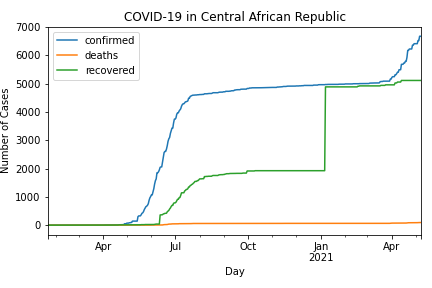 COVID-19 in Central African Republic
confirmed
deaths
recovered
Number of Cases
7000
6000
5000
4000
3000
2000
1000
0
Apr
Jul
Oct
Jan
2021
Apr
Day